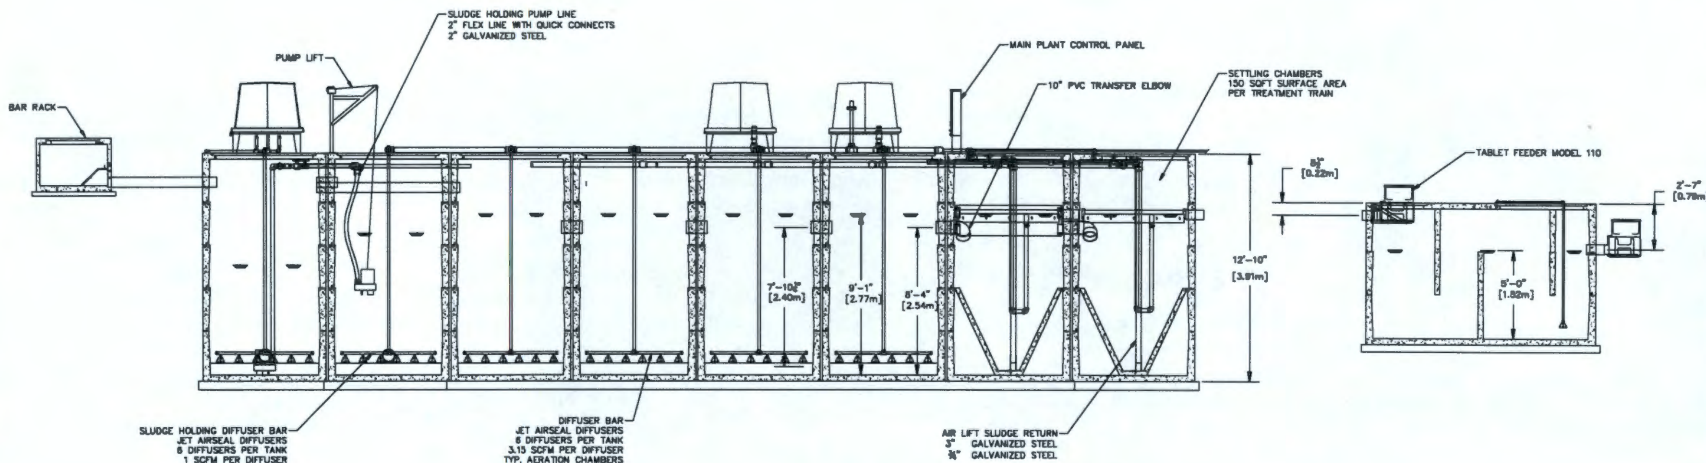 SLUDGE HOLDING PUMP LINE
2" FLEX LINE WITH QUICK CONNECTS
2" GALVANIZED STEEL
PUMP LIFT
BAR RACK
MAIN PLANT CONTROL PANEL
10" PVC TRANSFER ELBOW
SETTLING CHAMBERS
150 SQFT SURFACE AREA
PER TREATMENT TRAIN
TABLET FEEDER MODEL 110
[0.22m]
2'-7"
[0.79m]
12'-10"
[3.91m]
7'-10½"
[2.40m]
9'-1"
[2.77m]
8'-4"
[2.54m]
5'-0"
[1.52m]
SLUDGE HOLDING DIFFUSER BAR
JET AIRSEAL DIFFUSERS
6 DIFFUSERS PER TANK
1 SCFM PER DIFFUSER
DIFFUSER BAR
JET AIRSEAL DIFFUSERS
6 DIFFUSERS PER TANK
3.15 SCFM PER DIFFUSER
TYP. AERATION CHAMBERS
AIR LIFT SLUDGE RETURN
3" GALVANIZED STEEL
¾" GALVANIZED STEEL